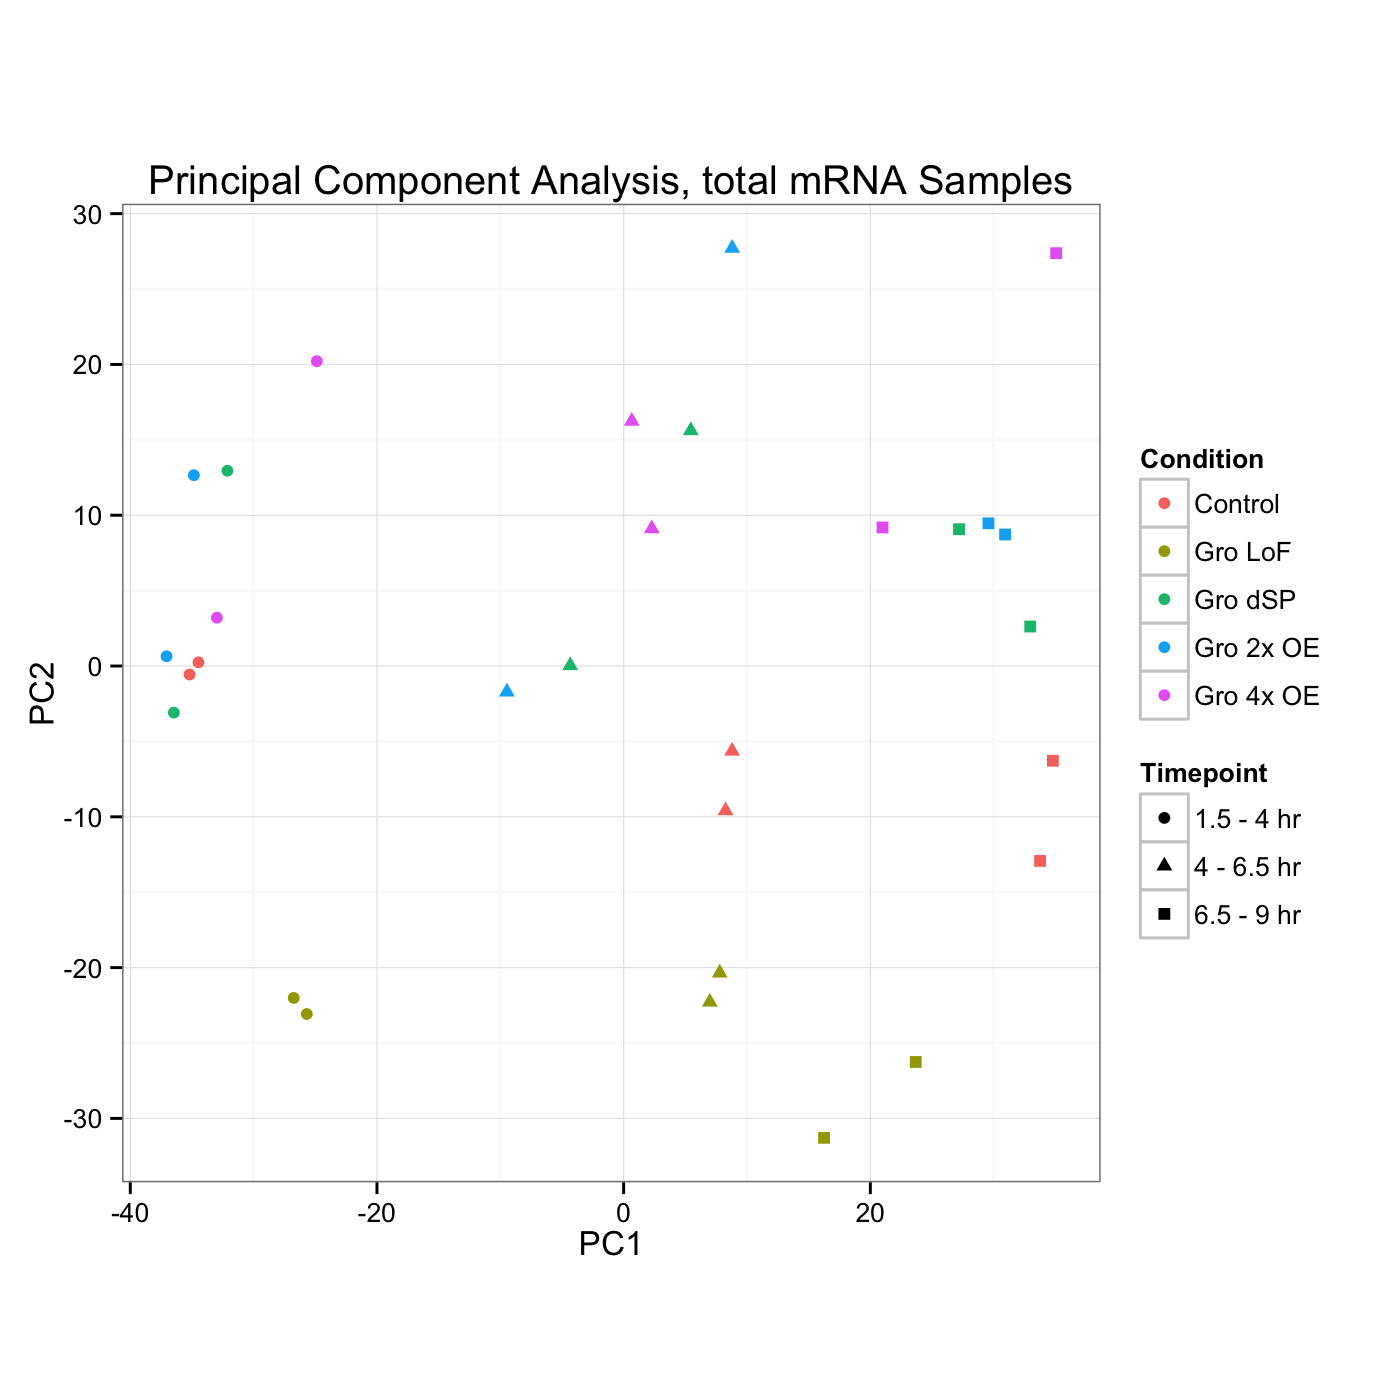 Principal Component Analysis, total mRNA Samples
30
20
10
0
-10
-20
-30
PC2
-40
-20
0
20
PC1
Condition
Control
Gro LoF
Gro dSP
Gro 2x OE
Gro 4x OE
Timepoint
1.5 - 4 hr
4 - 6.5 hr
6.5 - 9 hr